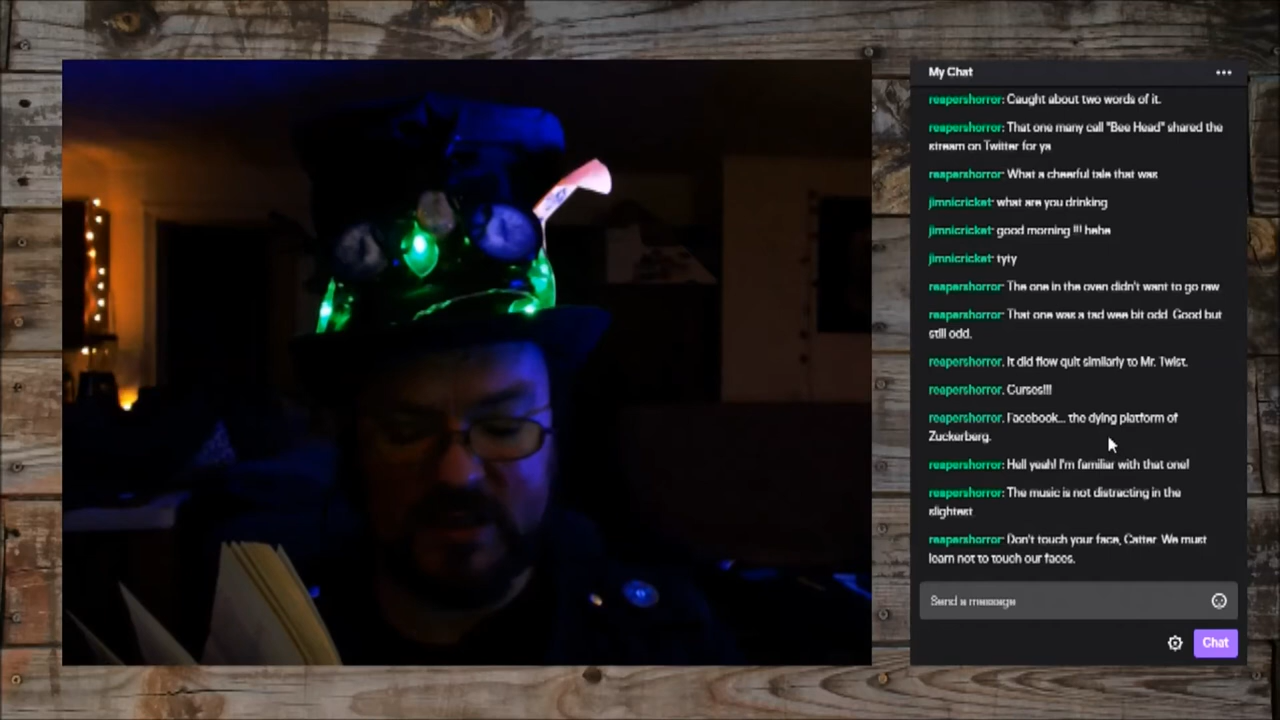 My Chat
reapershorror: Caught about two words of it.
reapershorror: That one many call "Bee Head" shared the
stream on Twitter for ya
reapershorror: What a cheerful tale that was
jimnicricket: what are you drinking
jimnicricket: good morning !!! hehe
jimnicricket: tyty
reapershorror: The one in the oven didn't want to go raw
reapershorror: That one was a tad wee bit odd. Good but
still odd.
reapershorror: It did flow quit similarly to Mr. Twist.
reapershorror: Curses!!!
reapershorror: Facebook... the dying platform of
Zuckerberg.
reapershorror: Hell yeah! I'm familiar with that one!
reapershorror: The music is not distracting in the
slightest.
reapershorror: Don't touch your face, Catter. We must
learn not to touch our faces.
Send a message
Chat